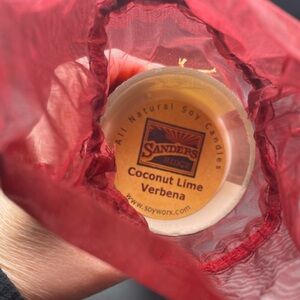 All Natural Soy Candles
SANDERS
Coconut Lime
Verbena
www.soyworx.com